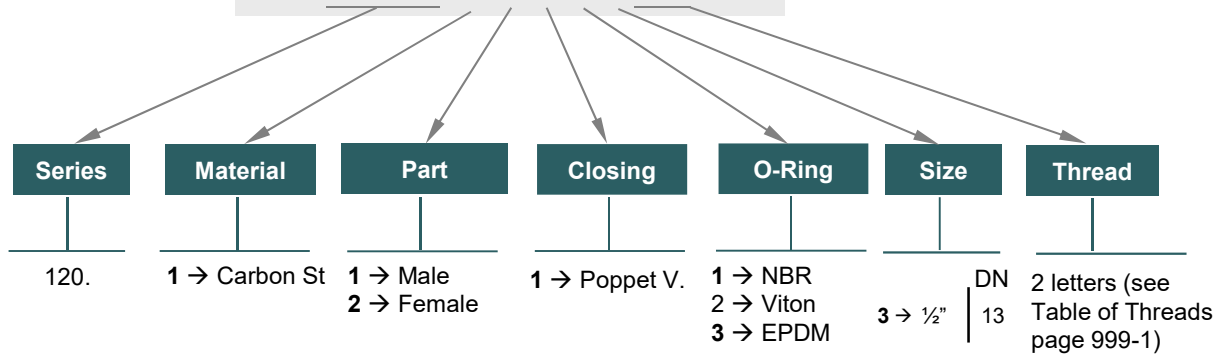 Series Material Part Closing O-Ring Size Thread
120.
1 → Carbon St
1 → Male
2 → Female
1 → Poppet V.
1 → NBR
2 → Viton
3 → EPDM
DN
3 → ½” 13
2 letters (see
Table of Threads
page 999-1)